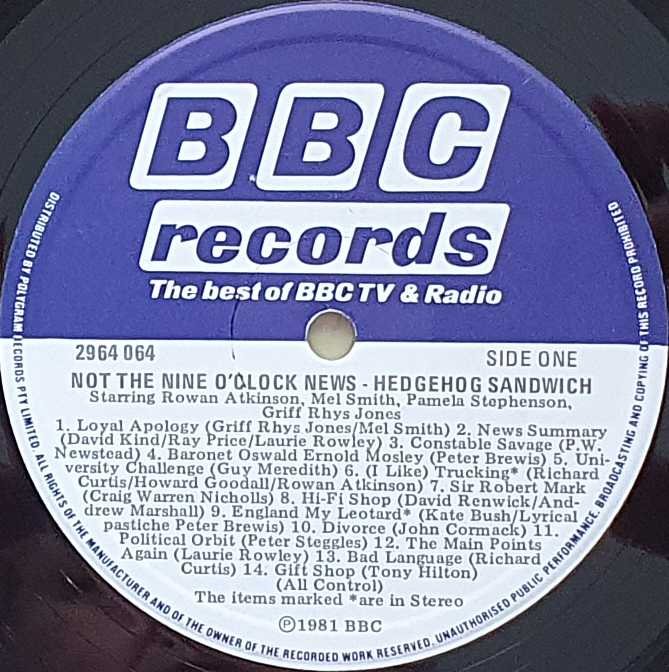 BBC
records
The best of BBC TV & Radio
2964 064
SIDE ONE
NOT THE NINE O'CLOCK NEWS - HEDGEHOG SANDWICH
Starring Rowan Atkinson, Mel Smith, Pamela Stephenson,
Griff Rhys Jones
1. Loyal Apology (Griff Rhys Jones/Mel Smith) 2. News Summary
(David Kind/Ray Price/Laurie Rowley) 3. Constable Savage (P.W.
Newstead) 4. Baronet Oswald Ernold Mosley (Peter Brewis) 5. Uni-
versity Challenge (Guy Meredith) 6. (I Like) Trucking* (Richard
Curtis/Howard Goodall/Rowan Atkinson) 7. Sir Robert Mark
(Craig Warren Nicholls) 8. Hi-Fi Shop (David Renwick/And-
drew Marshall) 9. England My Leotard* (Kate Bush/Lyrical
pastiche Peter Brewis) 10. Divorce (John Cormack) 11.
Political Orbit (Peter Steggles) 12. The Main Points
Again (Laurie Rowley) 13. Bad Language (Richard
Curtis) 14. Gift Shop (Tony Hilton)
(All Control)
The items marked *are in Stereo
Ⓟ1981 BBC
DISTRIBUTED BY POLYGRAM RECORDS PTY LIMITED. ALL RIGHTS OF THE MANUFACTURER AND OF THE OWNER OF THE RECORDED WORK RESERVED. UNAUTHORISED PUBLIC PERFORMANCE, BROADCASTING AND COPYING OF THIS RECORD PROHIBITED